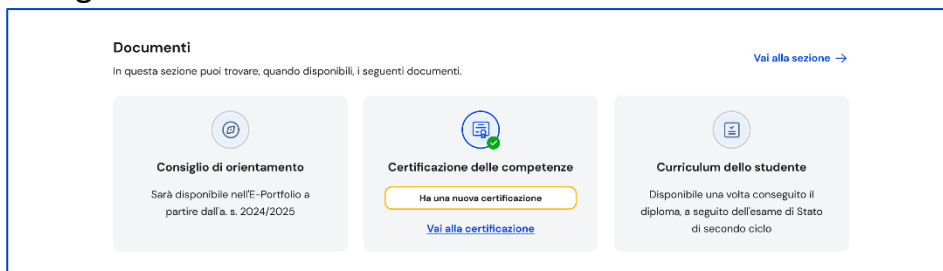 Documenti
In questa sezione puoi trovare, quando disponibili, i seguenti documenti.
Vai alla sezione →
Consiglio di orientamento
Sarà disponibile nell'E-Portfolio a
partire dall'a. s. 2024/2025
Certificazione delle competenze
Ha una nuova certificazione
Vai alla certificazione
Curriculum dello studente
Disponibile una volta conseguito il
diploma, a seguito dell'esame di Stato
di secondo ciclo